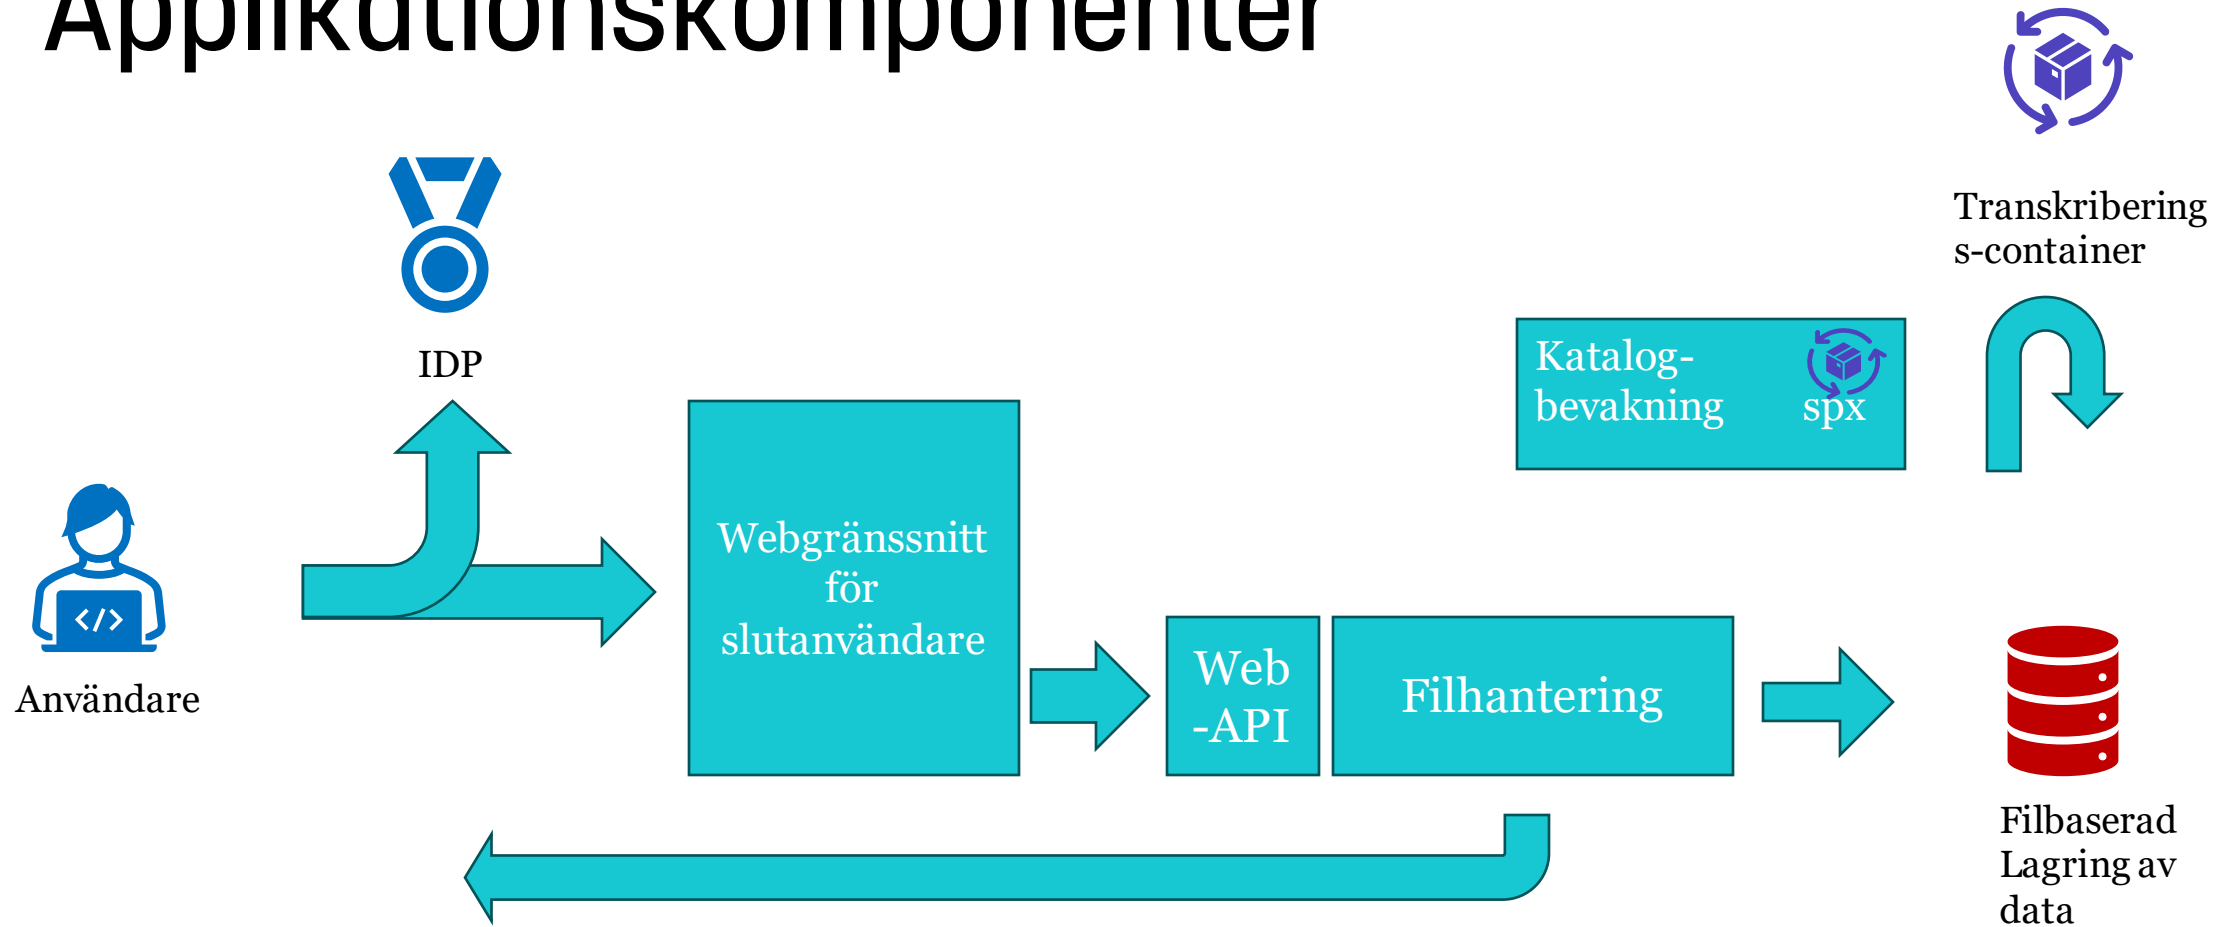 Applikationskomponenter
Transkribering
s-container
IDP
Katalog-
bevakning spx
Webgränssnitt
för
slutanvändare
</>
Användare
Web
-API
Filhantering
Filbaserad
Lagring av
data